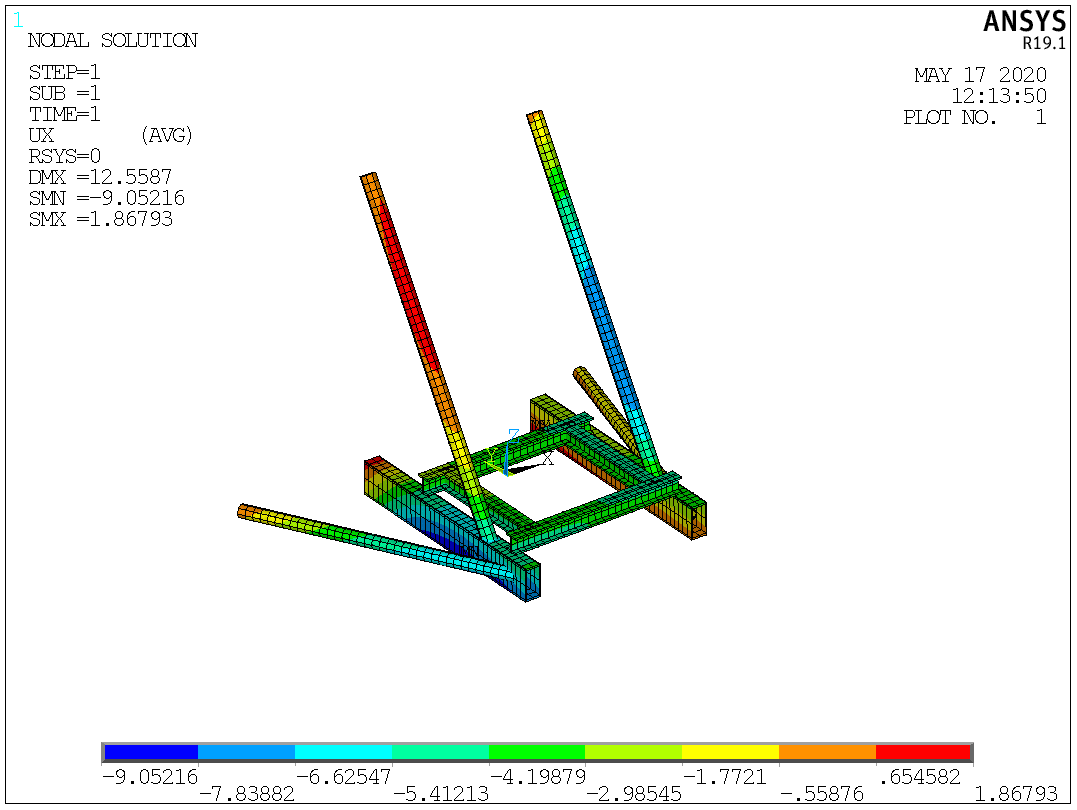 1
ANSYS
R19.1
NODAL SOLUTION
STEP=1
SUB =1
TIME=1
UX (AVG)
RSYS=0
DMX =12.5587
SMN =-9.05216
SMX =1.86793
MAY 17 2020
12:13:50
PLOT NO. 1
Z
X
-9.05216 -6.62547 -4.19879 -1.7721 .654582
-7.83882 -5.41213 -2.98545 -.55876 1.86793